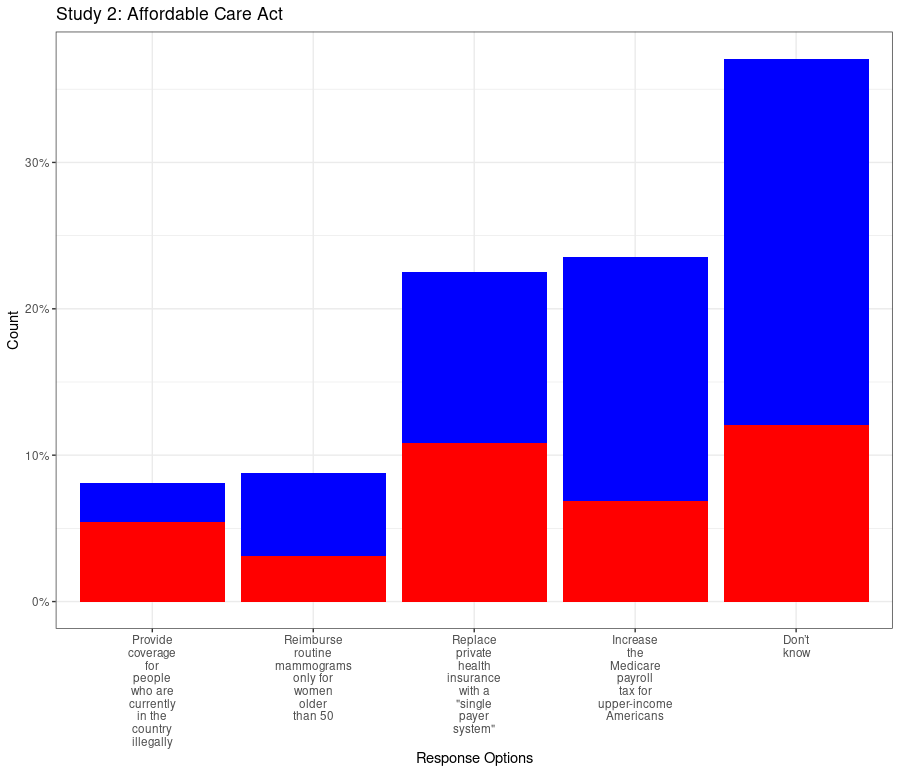 Study 2: Affordable Care Act
Count
30%
20%
10%
0%
Provide
coverage
for
people
who are
currently
in the
country
illegally
Reimburse
routine
mammograms
only for
women
older
than 50
Replace
private
health
insurance
with a
"single
payer
system"
Increase
the
Medicare
payroll
tax for
upper-income
Americans
Don't
know
Response Options